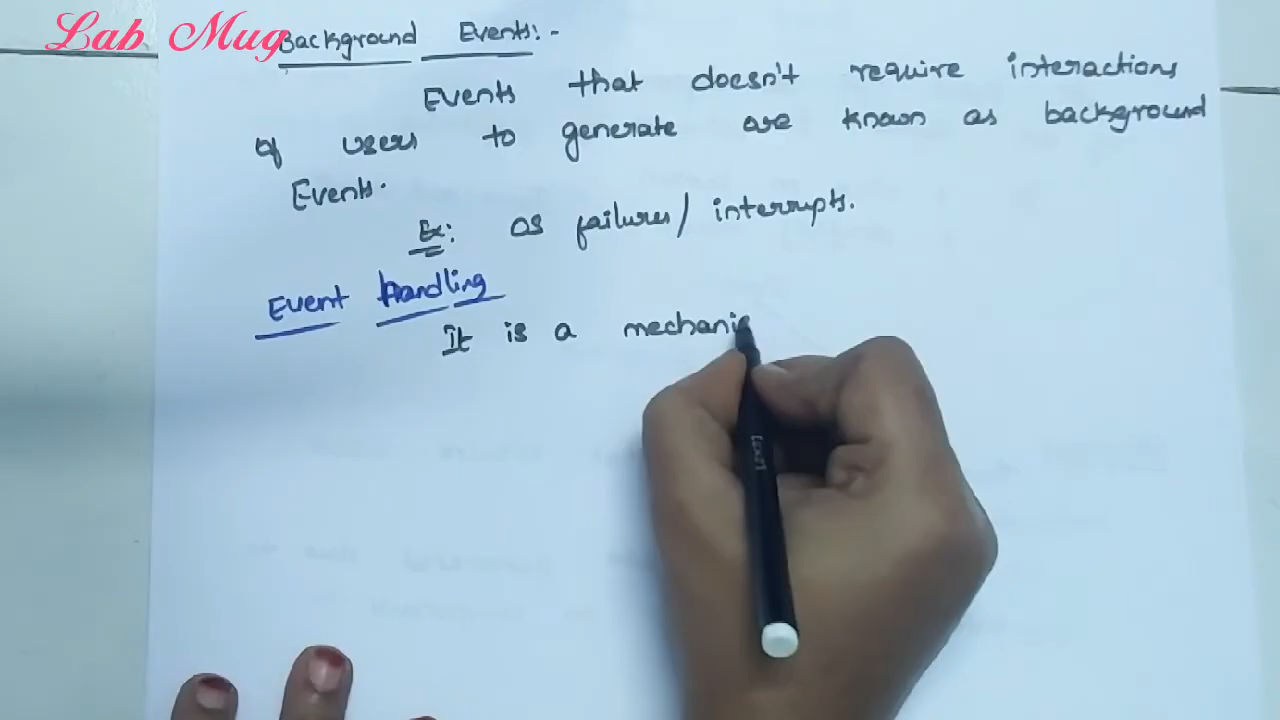 Lab Mug
Background Events:-
Events that doesn't require interactions
of users to generate are known as background
Events.
Ex: OS failures/ interrupts.
Event Handling
It is a mechanis